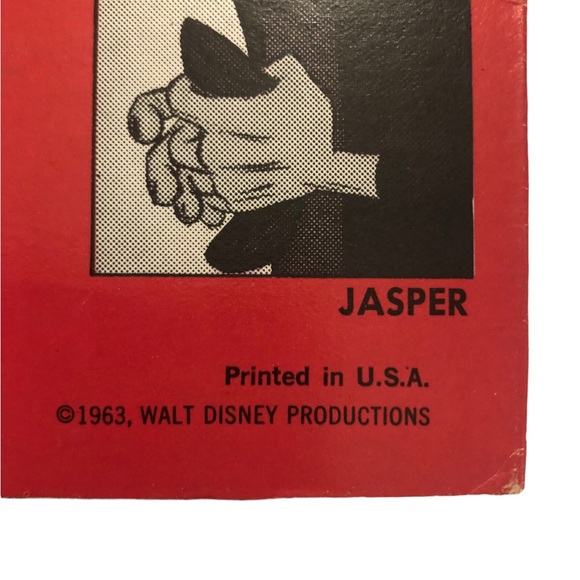 JASPER
Printed in U.S.A.
©1963, WALT DISNEY PRODUCTIONS